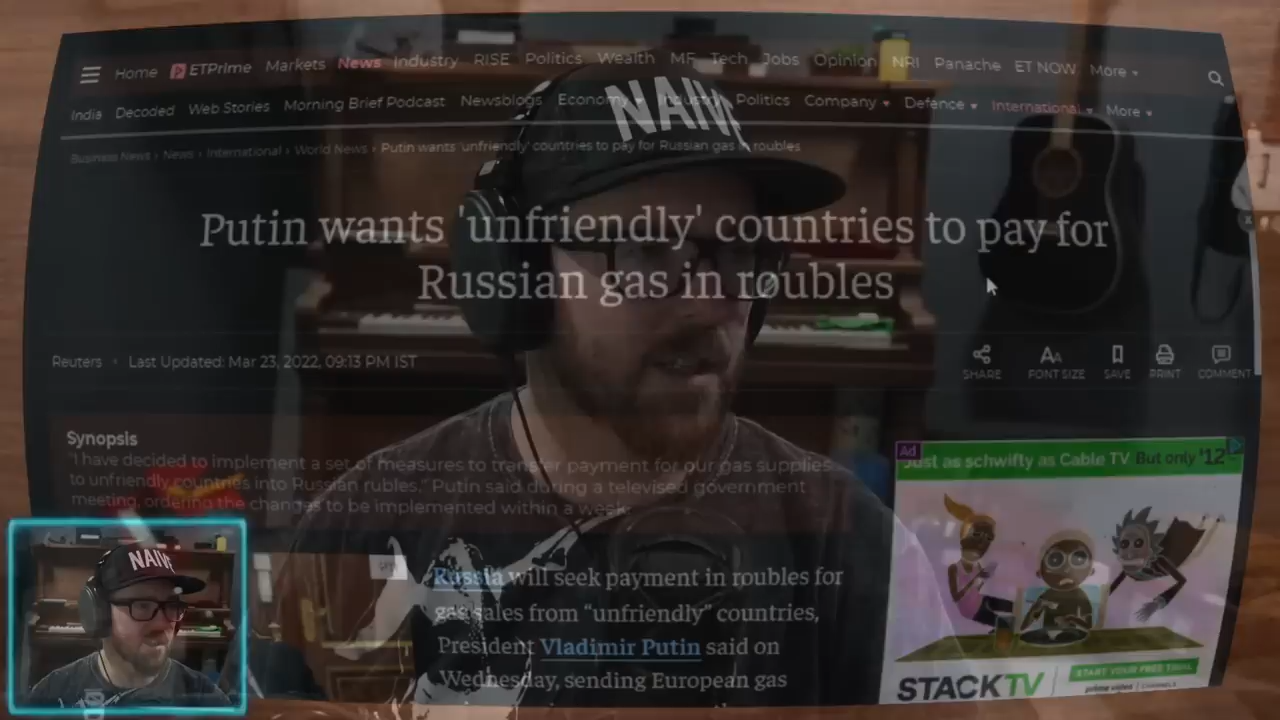 Home ETPrime Markets News Industry RISE Politics Wealth MF Tech Jobs Opinion NRI Panache ET NOW More
India Decoded Web Stories Morning Brief Podcast Newsblogs Economy Industry Politics Company Defence International More
Business News › News › International › World News › Putin wants 'unfriendly' countries to pay for Russian gas in roubles
NAIVE
Putin wants 'unfriendly' countries to pay for
Russian gas in roubles
Reuters • Last Updated: Mar 23, 2022, 09:13 PM IST
SHARE FONT SIZE SAVE PRINT COMMENT
Synopsis
"I have decided to implement a set of measures to transfer payment for our gas supplies
to unfriendly countries into Russian rubles." Putin said during a televised government
meeting, ordering the changes to be implemented within a week.
Ad
Just as schwifty as Cable TV But only $12
Russia will seek payment in roubles for
gas sales from "unfriendly" countries,
President Vladimir Putin said on
Wednesday, sending European gas
START YOUR FREE TRIAL
STACKTV
prime video | CHANNELS
NAIVE